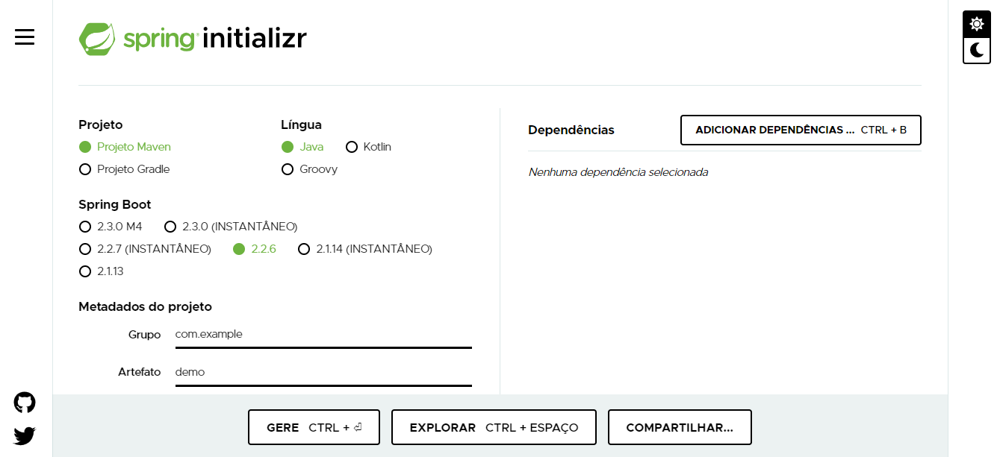 spring initializr
Projeto
Projeto Maven
Projeto Gradle
Língua
Java Kotlin
Groovy
Spring Boot
2.3.0 M4 2.3.0 (INSTANTÂNEO)
2.2.7 (INSTANTÂNEO) 2.2.6 2.1.14 (INSTANTÂNEO)
2.1.13
Metadados do projeto
Grupo com.example
Artefato demo
Dependências ADICIONAR DEPENDÊNCIAS ... CTRL + B
Nenhuma dependência selecionada
GERE CTRL + ⏎ EXPLORAR CTRL + ESPAÇO COMPARTILHAR...